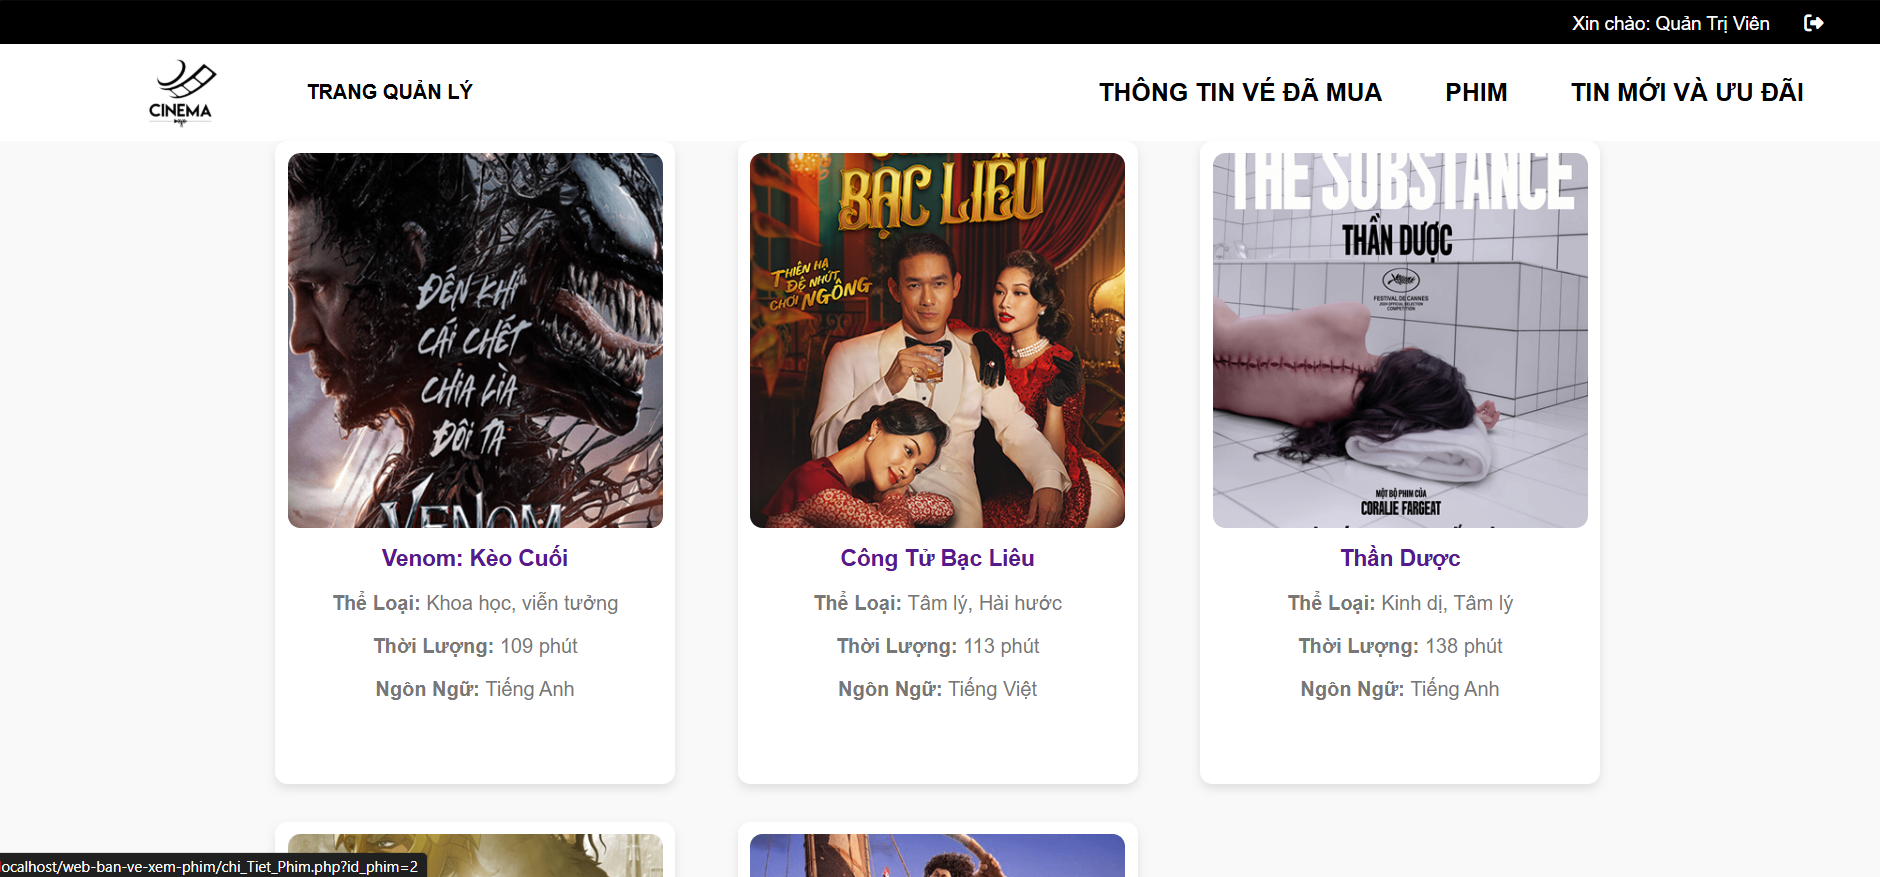 Xin chào: Quản Trị Viên
CINEMA
TRANG QUẢN LÝ
THÔNG TIN VÉ ĐÃ MUA
PHIM
TIN MỚI VÀ ƯU ĐÃI
ĐẾN KHI
CÁI CHẾT
CHIA LÌA
ĐÔI TA
VENOM
BẠC LIÊU
THIÊN HẠ
ĐỆ NHỨT
CHƠI NGÔNG
THE SUBSTANCE
THẦN DƯỢC
FESTIVAL DE CANNES
2024 OFFICIAL SELECTION
COMPETITION
MỘT BỘ PHIM CỦA
CORALIE FARGEAT
Venom: Kèo Cuối
Thể Loại: Khoa học, viễn tưởng
Thời Lượng: 109 phút
Ngôn Ngữ: Tiếng Anh
Công Tử Bạc Liêu
Thể Loại: Tâm lý, Hài hước
Thời Lượng: 113 phút
Ngôn Ngữ: Tiếng Việt
Thần Dược
Thể Loại: Kinh dị, Tâm lý
Thời Lượng: 138 phút
Ngôn Ngữ: Tiếng Anh
localhost/web-ban-ve-xem-phim/chi_Tiet_Phim.php?id_phim=2